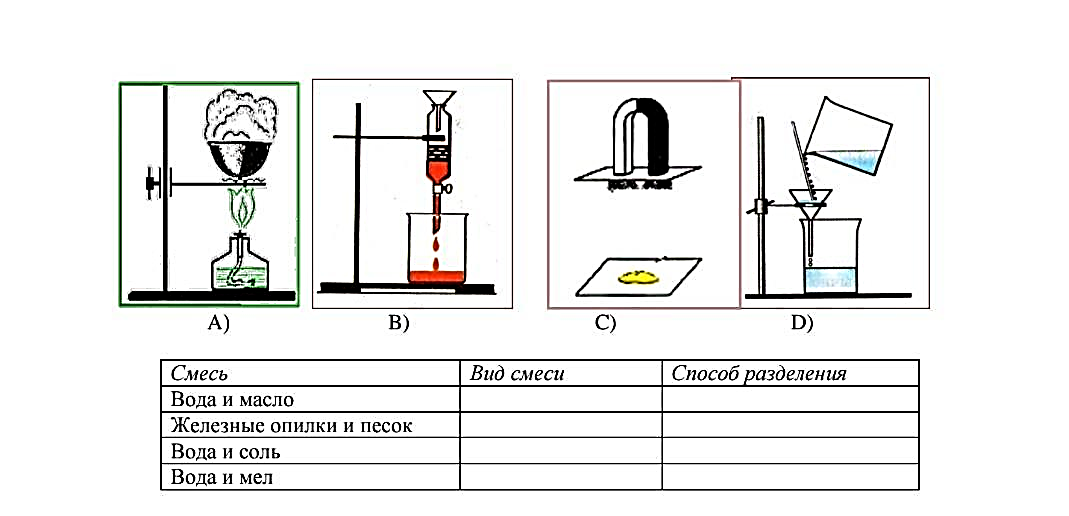 A) B) C) D)
Смесь Вид смеси Способ разделения
Вода и масло
Железные опилки и песок
Вода и соль
Вода и мел